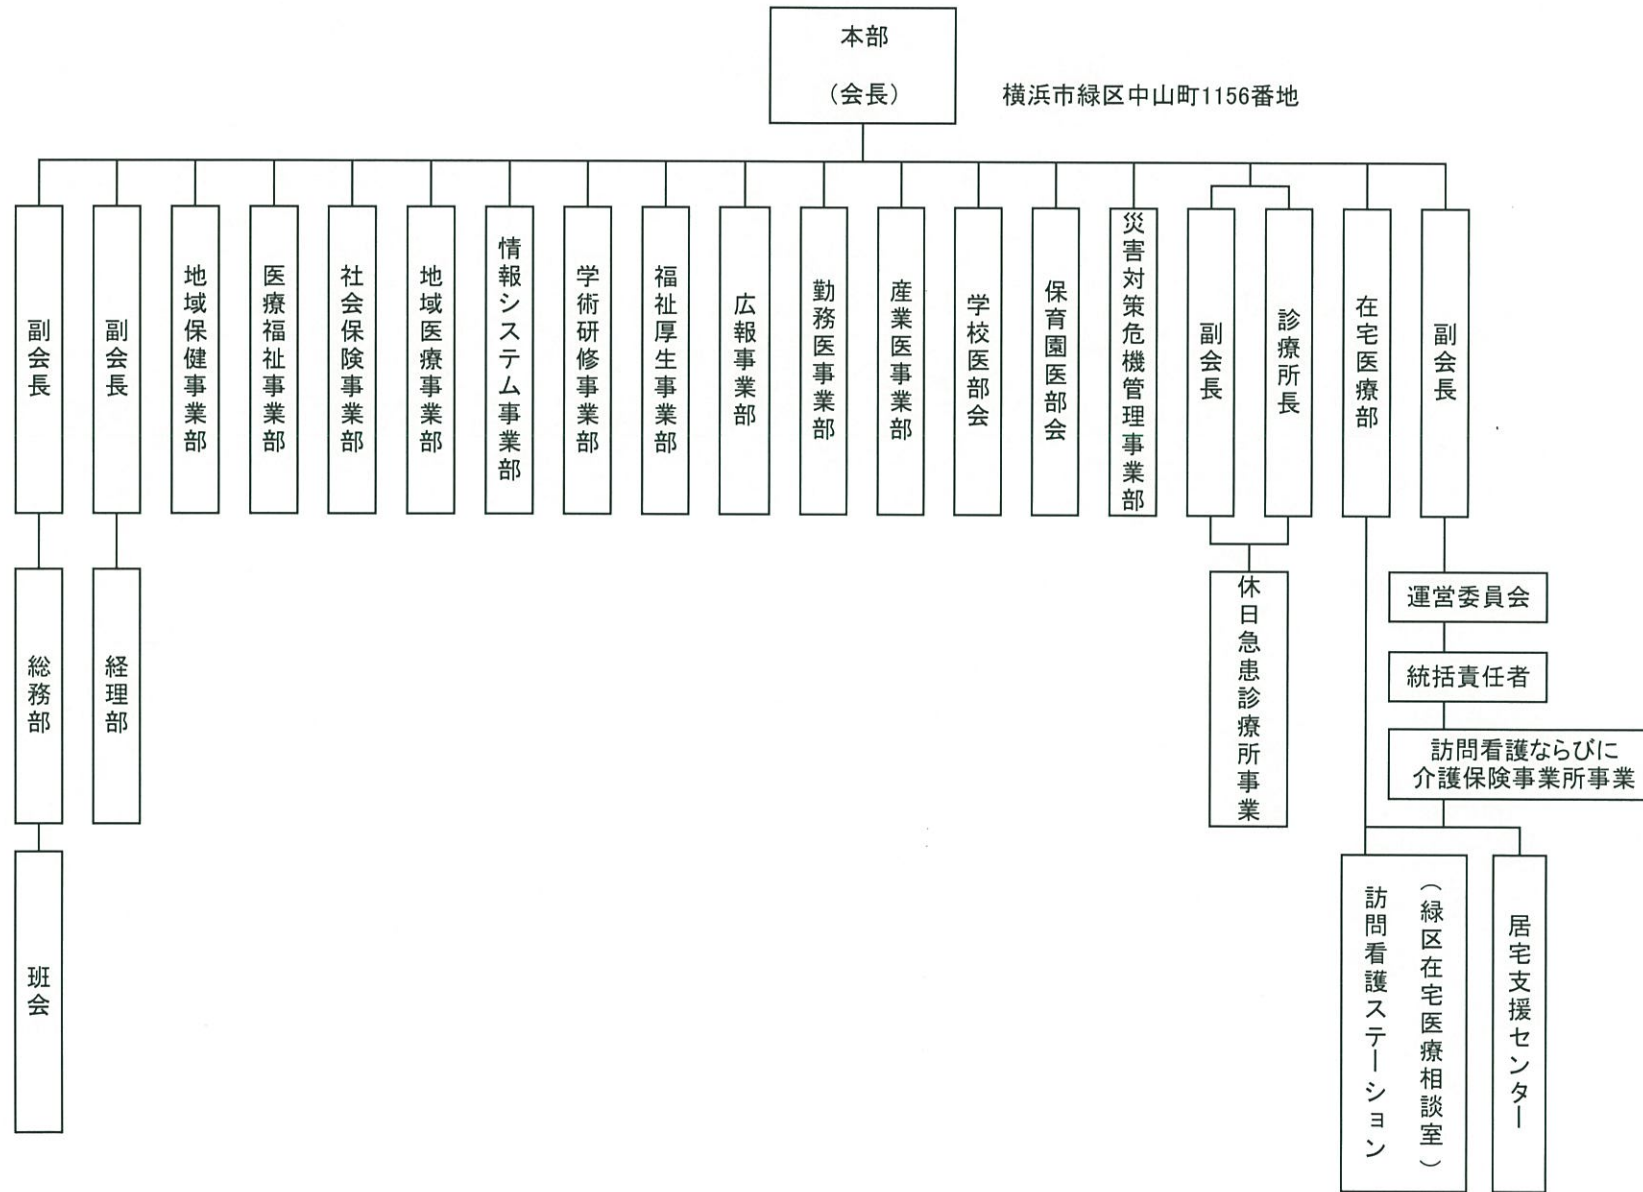 本部
（会長）
横浜市緑区中山町1156番地
副会長
副会長
地域保健事業部
医療福祉事業部
社会保険事業部
地域医療事業部
情報システム事業部
学術研修事業部
福祉厚生事業部
広報事業部
勤務医事業部
産業医事業部
学校医部会
保育園医部会
災害対策危機管理事業部
副会長
診療所長
在宅医療部
副会長
総務部
経理部
休日急患診療所事業
運営委員会
統括責任者
訪問看護ならびに
介護保険事業所事業
班会
（緑区在宅医療相談室）
訪問看護ステーション
居宅支援センター